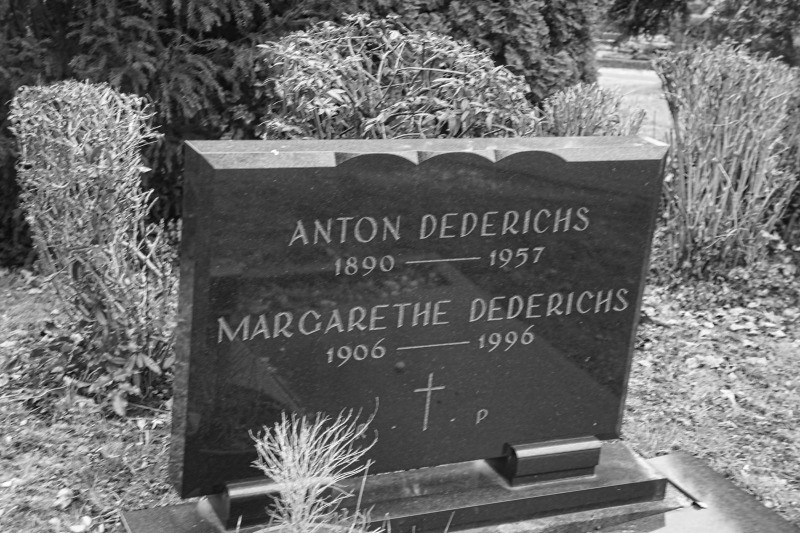 ANTON DEDERICHS
1890 — 1957
MARGARETHE DEDERICHS
1906 — 1996
P